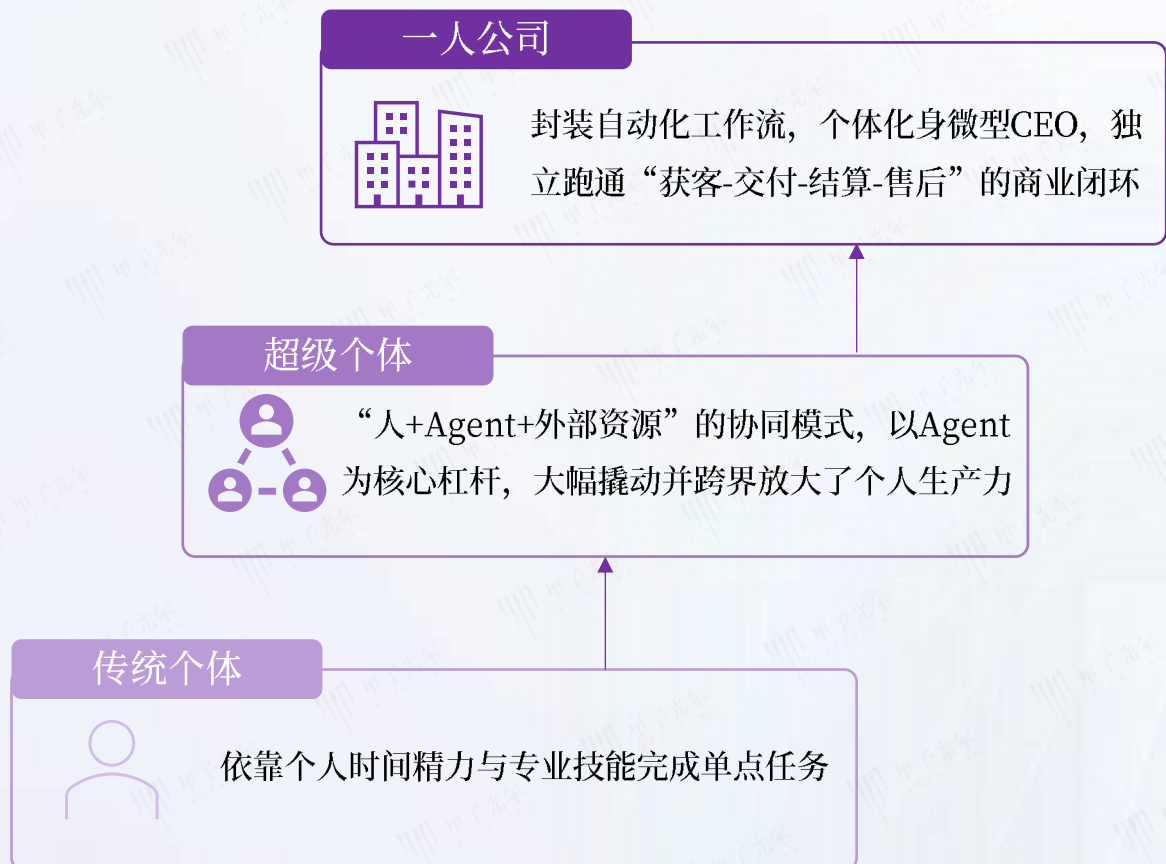 一人公司
封装自动化工作流，个体化身微型CEO，独
立跑通“获客-交付-结算-售后”的商业闭环
超级个体
“人+Agent+外部资源”的协同模式，以Agent
为核心杠杆，大幅撬动并跨界放大了个人生产力
传统个体
依靠个人时间精力与专业技能完成单点任务